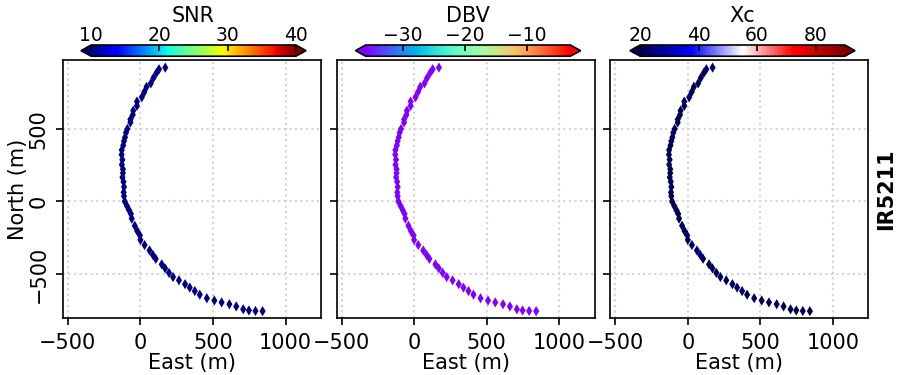 SNR DBV Xc
10 20 30 40 −30 −20 −10 20 40 60 80
500
0
−500
North (m)
−500 0 500 1000 −500 0 500 1000 −500 0 500 1000
East (m) East (m) East (m)
IR5211